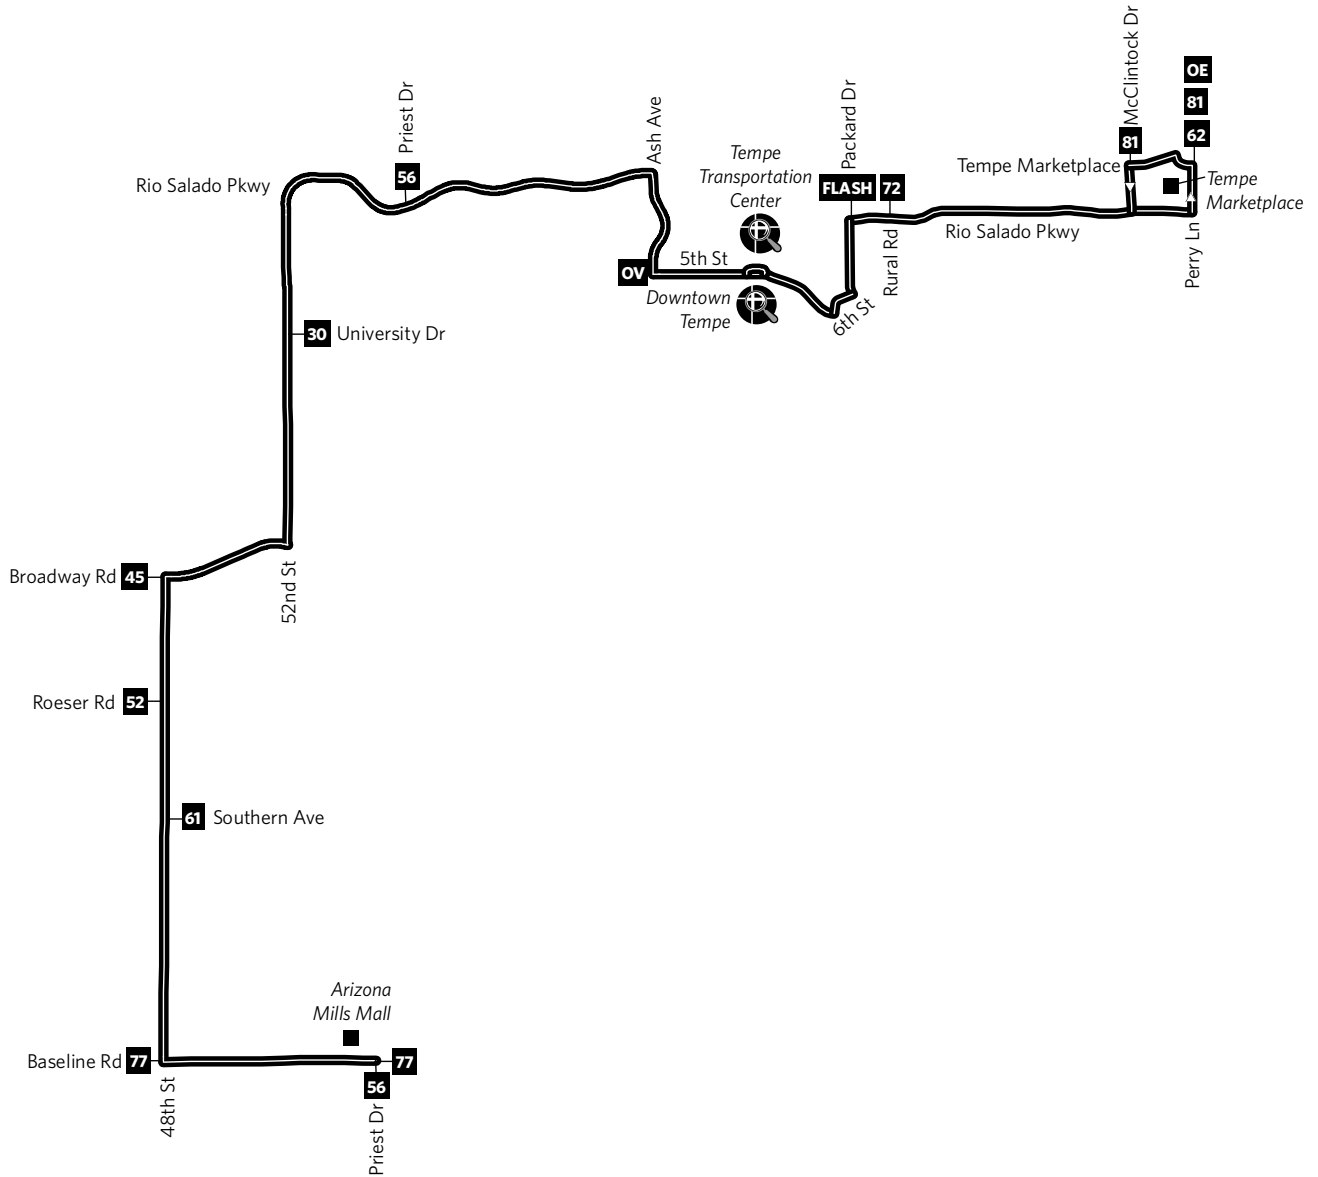 McClintock Dr
OE
81
62
81
Priest Dr
56
Ash Ave
Packard Dr
Tempe
Transportation
Center
FLASH
72
Tempe Marketplace
Tempe
Marketplace
Rio Salado Pkwy
Rural Rd
Rio Salado Pkwy
Perry Ln
OV
5th St
Downtown
Tempe
6th St
30
University Dr
Broadway Rd
45
52nd St
Roeser Rd
52
61
Southern Ave
Arizona
Mills Mall
Baseline Rd
77
77
56
48th St
Priest Dr